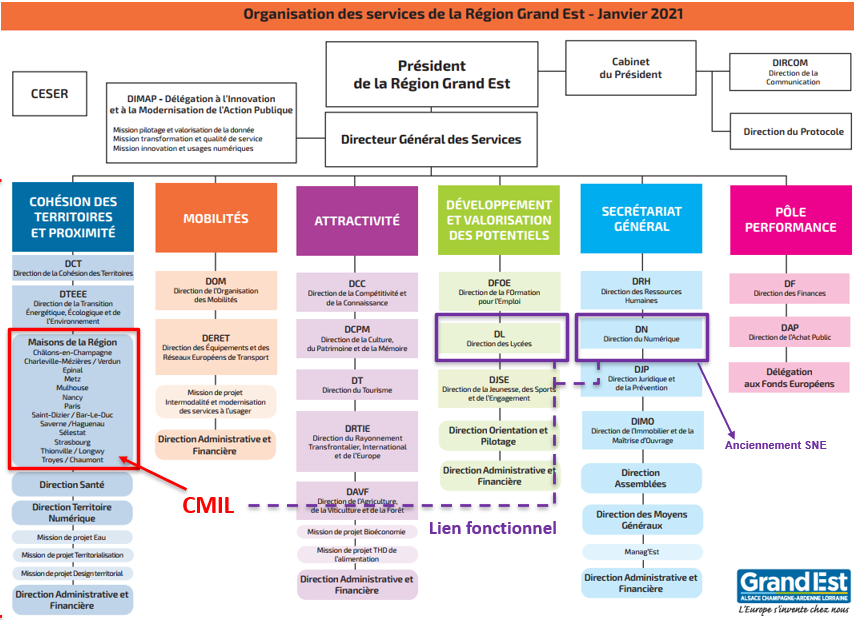 Organisation des services de la Région Grand Est - Janvier 2021
CESER
DIMAP - Délégation à l'Innovation
et à la Modernisation de l'Action Publique
Mission pilotage et valorisation de la donnée
Mission transformation et qualité de service
Mission innovation et usages numériques
Président
de la Région Grand Est
Directeur Général des Services
Cabinet
du Président
DIRCOM
Direction de la
Communication
Direction du Protocole
COHÉSION DES
TERRITOIRES
ET PROXIMITÉ
DCT
Direction de la Cohésion des Territoires
DTEEE
Direction de la Transition
Énergétique, Écologique et de
l'Environnement
Maisons de la Région
Châlons-en-Champagne
Charleville-Mézières / Verdun
Epinal
Metz
Mulhouse
Nancy
Paris
Saint-Dizier / Bar-Le-Duc
Saverne / Haguenau
Sélestat
Strasbourg
Thionville / Longwy
Troyes / Chaumont
Direction Santé
Direction Territoire
Numérique
Mission de projet Eau
Mission de projet Territorialisation
Mission de projet Design territorial
Direction Administrative et
Financière
MOBILITÉS
DOM
Direction de l'Organisation
des Mobilités
DERET
Direction des Équipements et des
Réseaux Européens de Transport
Mission de projet
Intermodalité et modernisation
des services à l'usager
Direction Administrative et
Financière
ATTRACTIVITÉ
DCC
Direction de la Compétitivité et de
la Connaissance
DCPM
Direction de la Culture,
du Patrimoine et de la Mémoire
DT
Direction du Tourisme
DRTIE
Direction du Rayonnement
Transfrontalier, International
et de l'Europe
DAVF
Direction de l'Agriculture,
de la Viticulture et de la Forêt
Mission de projet Bioéconomie
Mission de projet THD de
l'alimentation
Direction Administrative et
Financière
DÉVELOPPEMENT
ET VALORISATION
DES POTENTIELS
DFOE
Direction de la FOrmation
pour l'Emploi
DL
Direction des Lycées
DJSE
Direction de la Jeunesse, des Sports
et de l'Engagement
Direction Orientation et
Pilotage
Direction Administrative et
Financière
SECRÉTARIAT
GÉNÉRAL
DRH
Direction des Ressources
Humaines
DN
Direction du Numérique
DJP
Direction Juridique et de
la Prévention
DIMO
Direction de l'Immobilier et de la
Maîtrise d'Ouvrage
Direction
Assemblées
Direction des Moyens
Généraux
Manag'Est
Direction Administrative et
Financière
PÔLE
PERFORMANCE
DF
Direction des Finances
DAP
Direction de l'Achat Public
Délégation
aux Fonds Européens
Anciennement SNE
CMIL
Lien fonctionnel
GrandEst
ALSACE CHAMPAGNE-ARDENNE LORRAINE
L'Europe s'invente chez nous